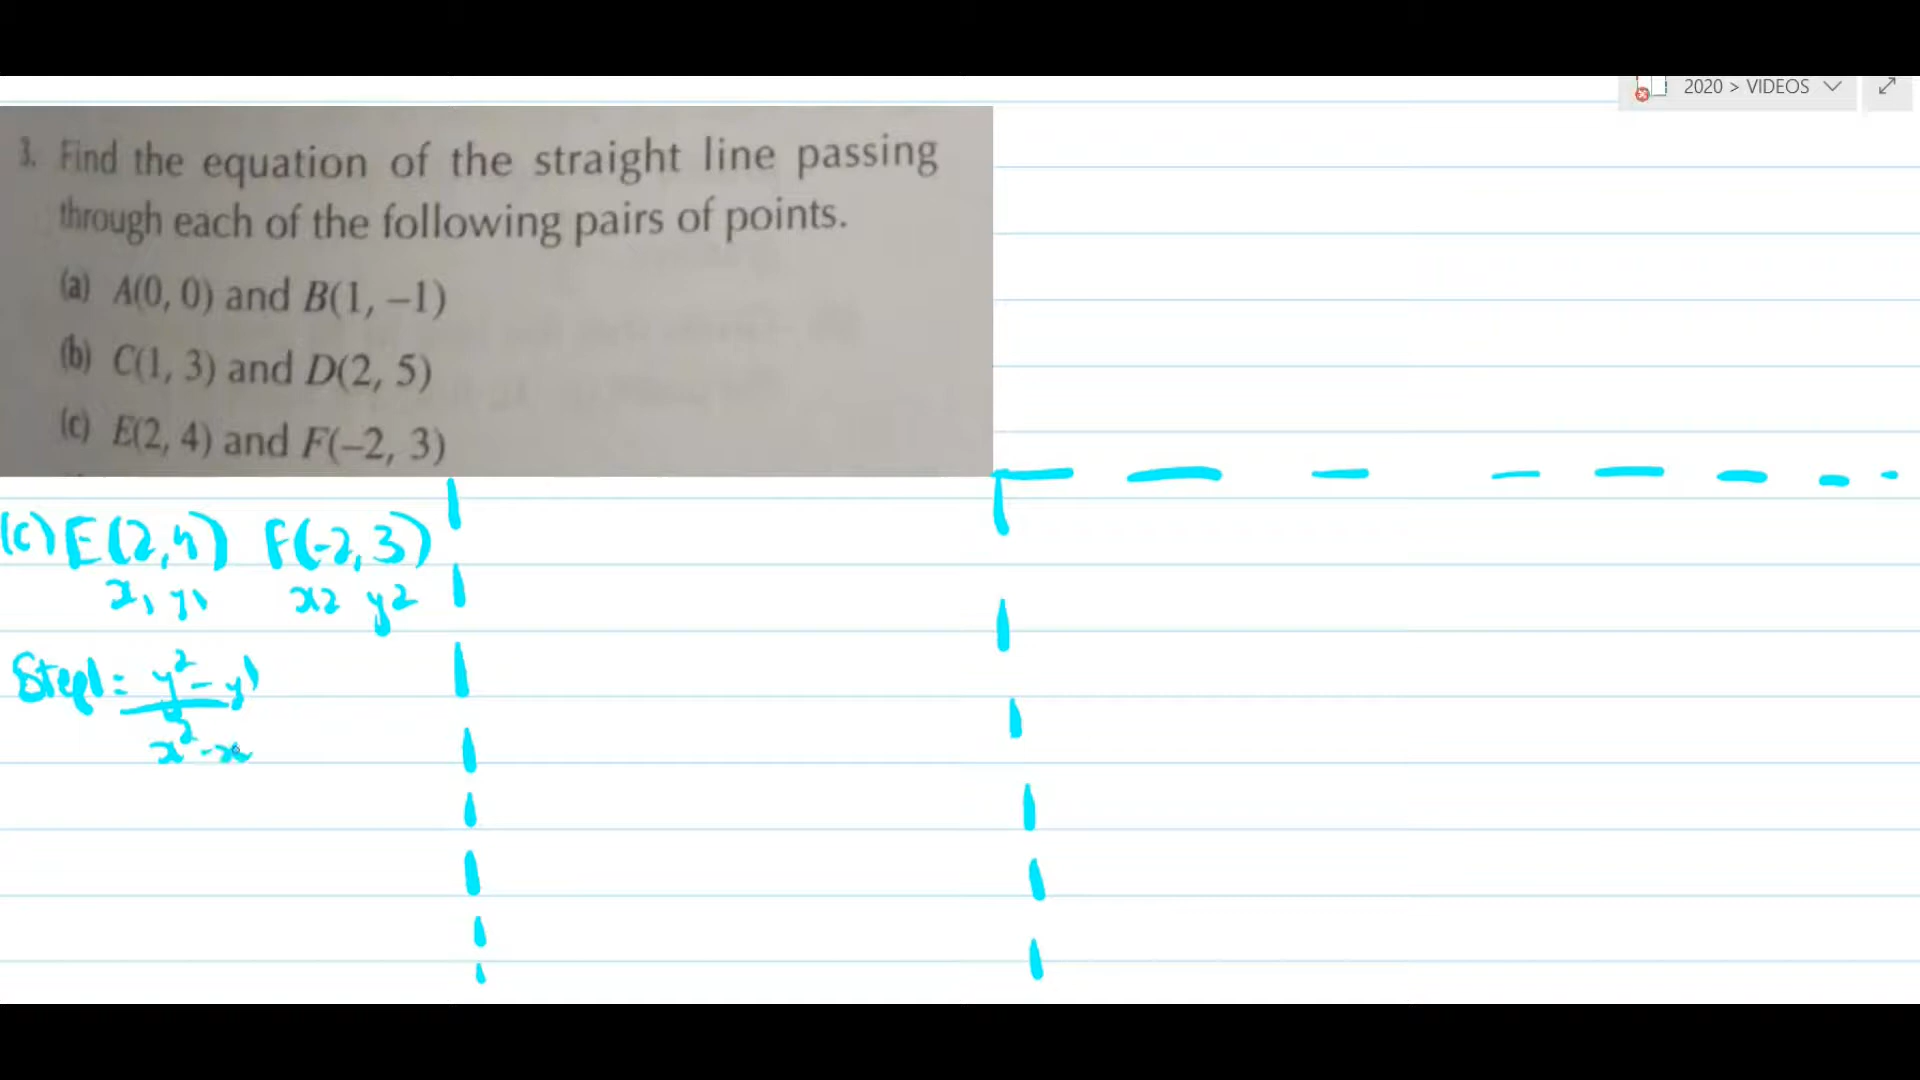 2020 > VIDEOS
3. Find the equation of the straight line passing
through each of the following pairs of points.
(a) A(0, 0) and B(1, –1)
(b) C(1, 3) and D(2, 5)
(c) E(2, 4) and F(–2, 3)
(c) E(2,4) F(-2,3)
x1 y1 x2 y2
Step1: y2 - y1
x2 - x